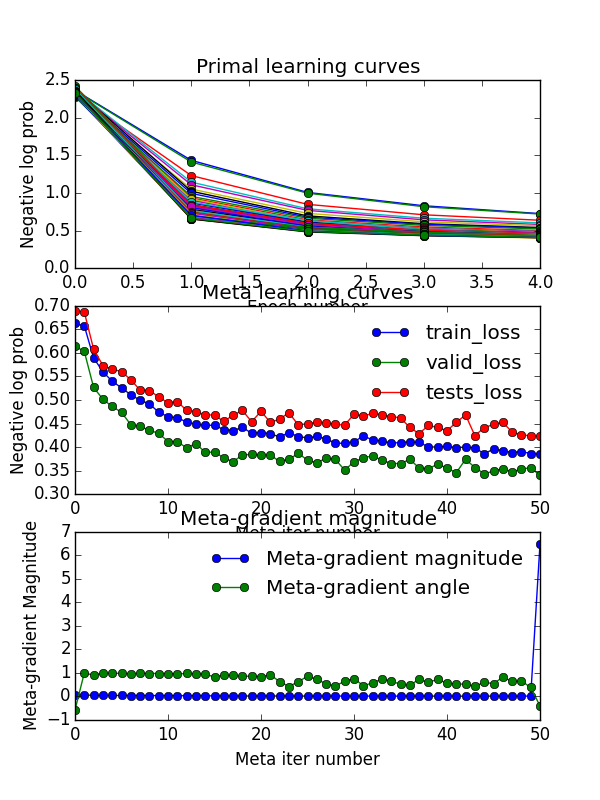 Primal learning curves
2.5
2.0
1.5
1.0
0.5
0.0
Negative log prob
0.0 0.5 1.0 1.5 2.0 2.5 3.0 3.5 4.0
Epoch number
Meta learning curves
0.70
0.65
0.60
0.55
0.50
0.45
0.40
0.35
0.30
Negative log prob
train_loss
valid_loss
tests_loss
0 10 20 30 40 50
Meta iter number
Meta-gradient magnitude
7
6
5
4
3
2
1
0
−1
Meta-gradient Magnitude
Meta-gradient magnitude
Meta-gradient angle
0 10 20 30 40 50
Meta iter number